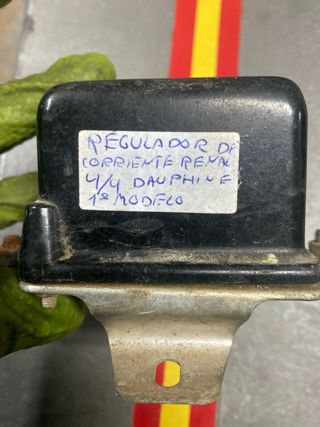 REGULADOR DE
CORRIENTE RENAU
4/4 DAUPHINE
1º MODELO